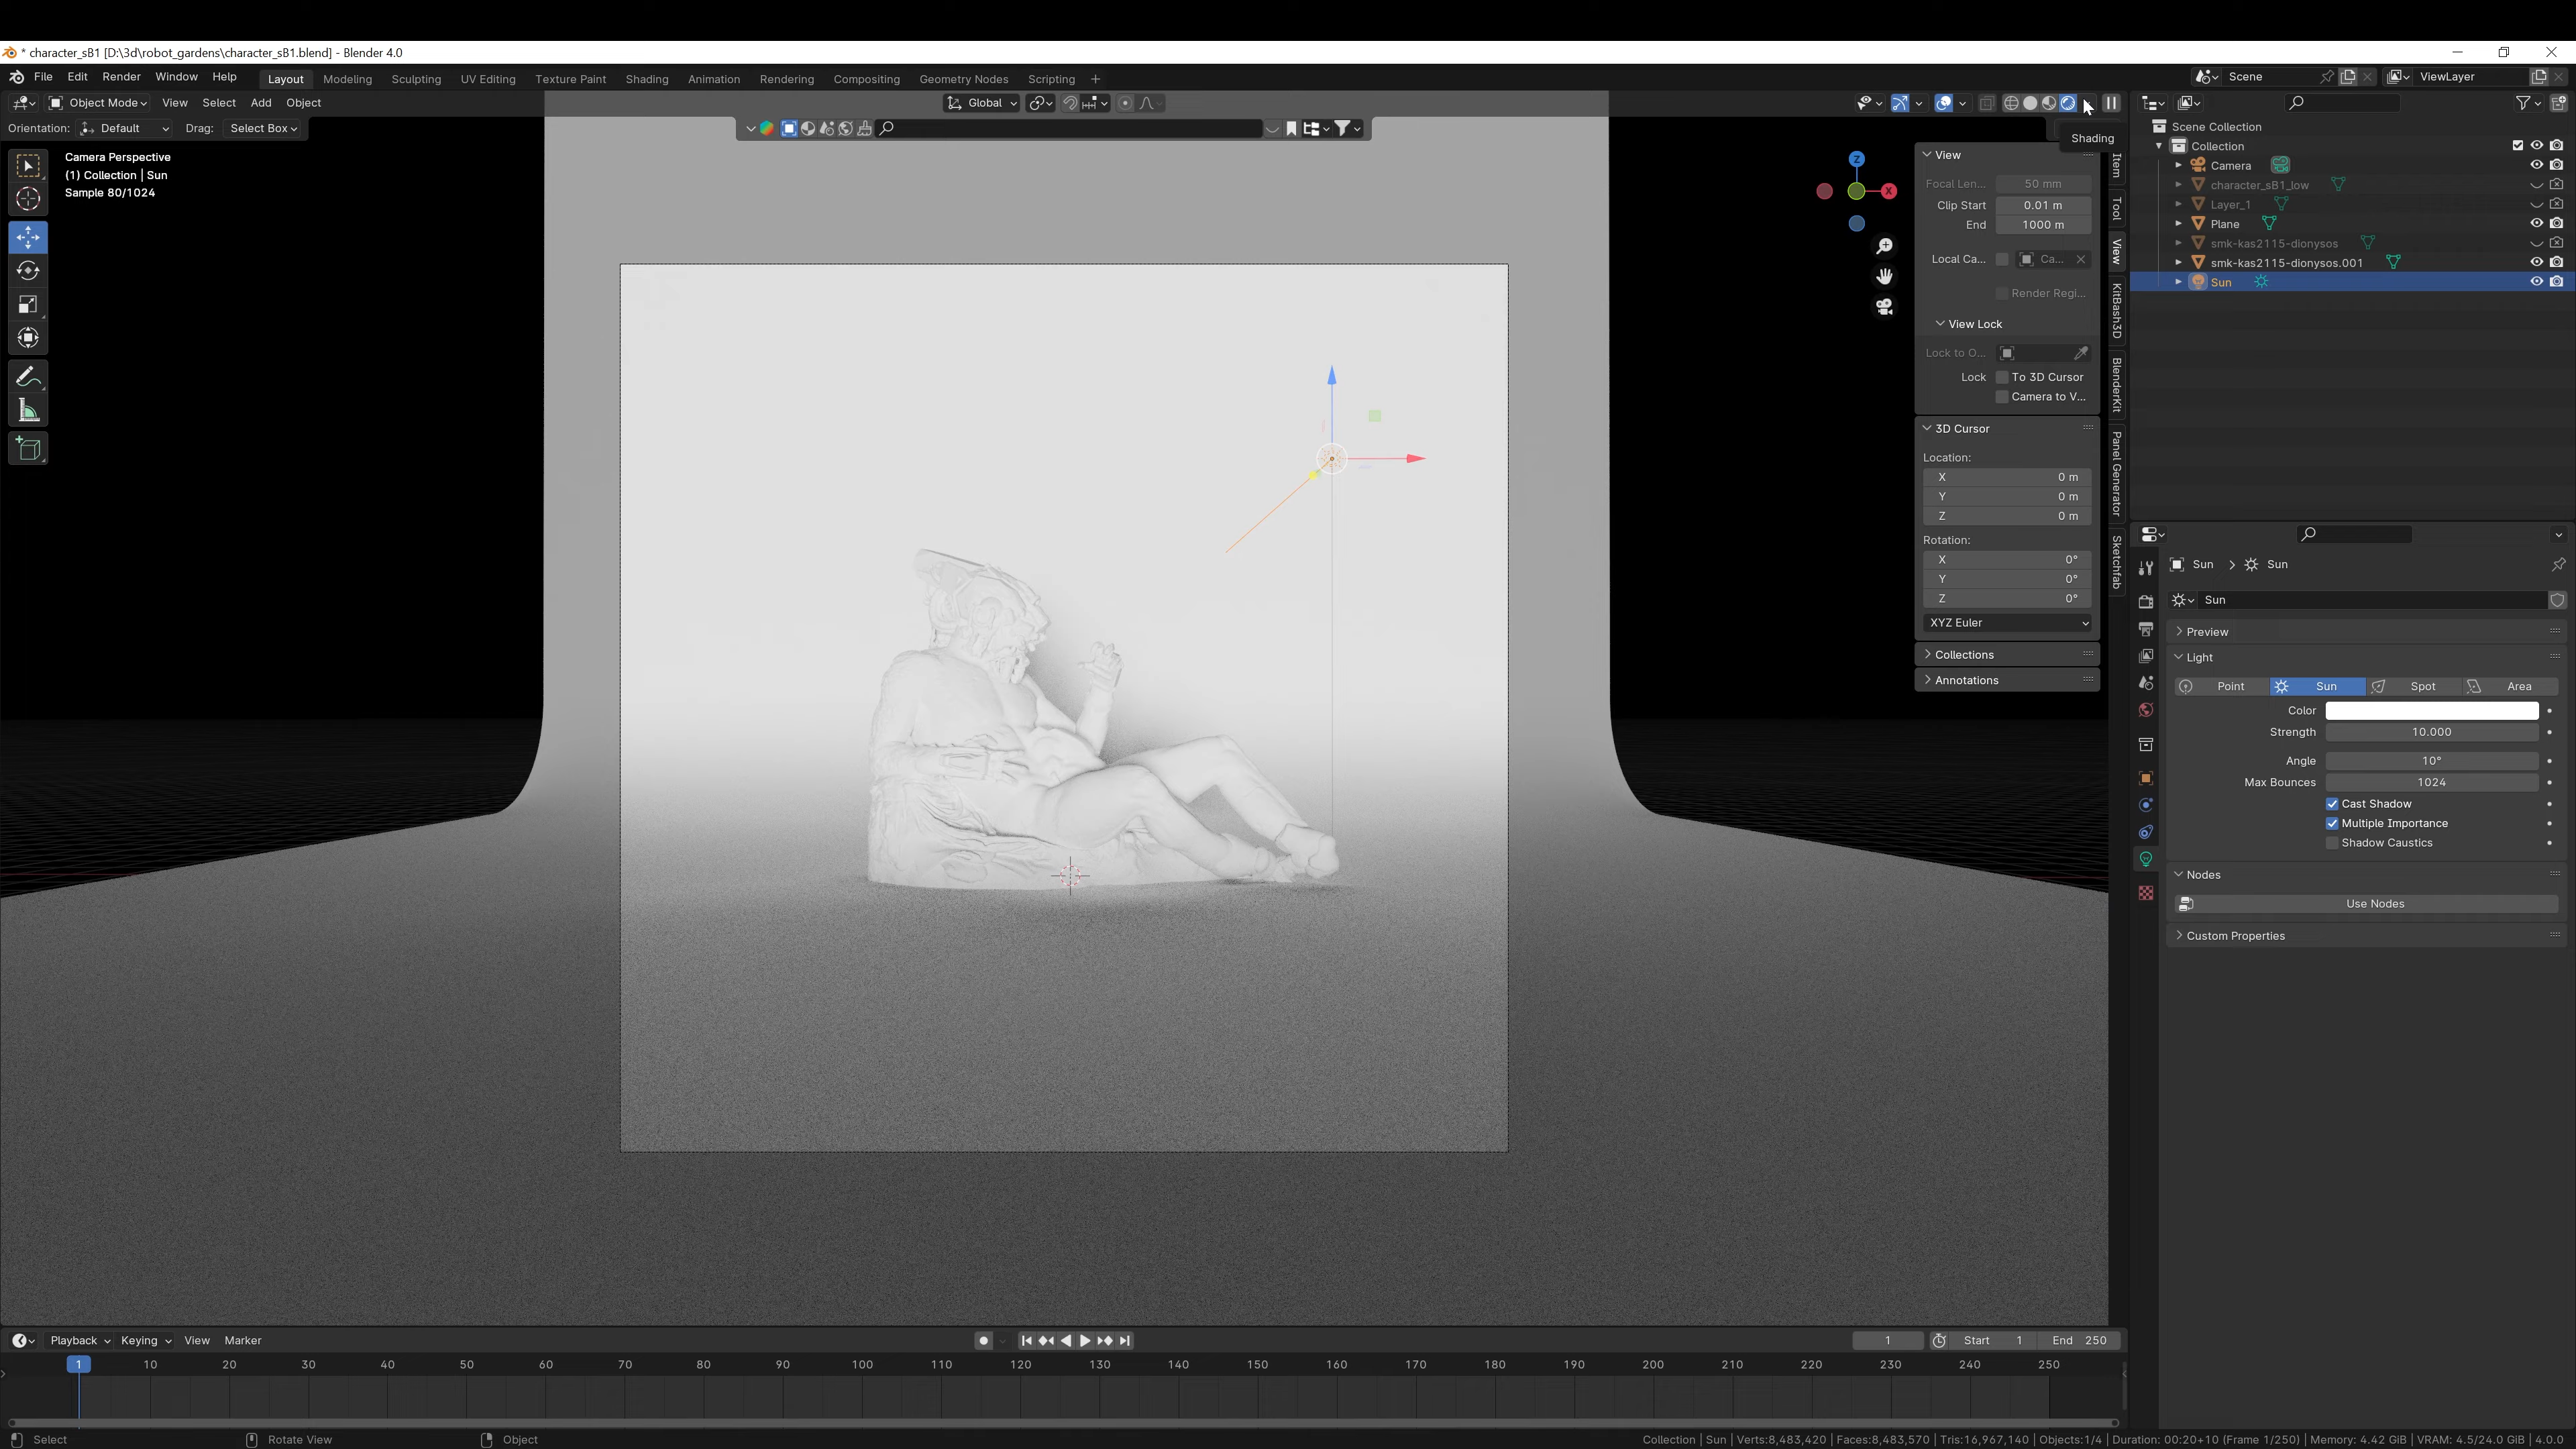 * character_sB1 [D:\3d\robot_gardens\character_sB1.blend] - Blender 4.0
File Edit Render Window Help Layout Modeling Sculpting UV Editing Texture Paint Shading Animation Rendering Compositing Geometry Nodes Scripting + Scene ViewLayer
Object Mode View Select Add Object Global
Orientation: Default Drag: Select Box
Shading
Camera Perspective
(1) Collection | Sun
Sample 80/1024
Z
X
View
Focal Len... 50 mm
Clip Start 0.01 m
End 1000 m
Local Ca... Ca...
Render Regi...
View Lock
Lock to O...
Lock To 3D Cursor
Camera to V...
3D Cursor
Location:
X 0 m
Y 0 m
Z 0 m
Rotation:
X 0°
Y 0°
Z 0°
XYZ Euler
Collections
Annotations
Item
Tool
View
KitBash3D
BlenderKit
Panel Generator
Sketchfab
Scene Collection
Collection
Camera
character_sB1_low
Layer_1
Plane
smk-kas2115-dionysos
smk-kas2115-dionysos.001
Sun
Sun Sun
Sun
Preview
Light
Point Sun Spot Area
Color
Strength 10.000
Angle 10°
Max Bounces 1024
Cast Shadow
Multiple Importance
Shadow Caustics
Nodes
Use Nodes
Custom Properties
Playback Keying View Marker 1 Start 1 End 250
1 10 20 30 40 50 60 70 80 90 100 110 120 130 140 150 160 170 180 190 200 210 220 230 240 250
Select Rotate View Object Collection | Sun | Verts:8,483,420 | Faces:8,483,570 | Tris:16,967,140 | Objects:1/4 | Duration: 00:20+10 (Frame 1/250) | Memory: 4.42 GiB | VRAM: 4.5/24.0 GiB | 4.0.0